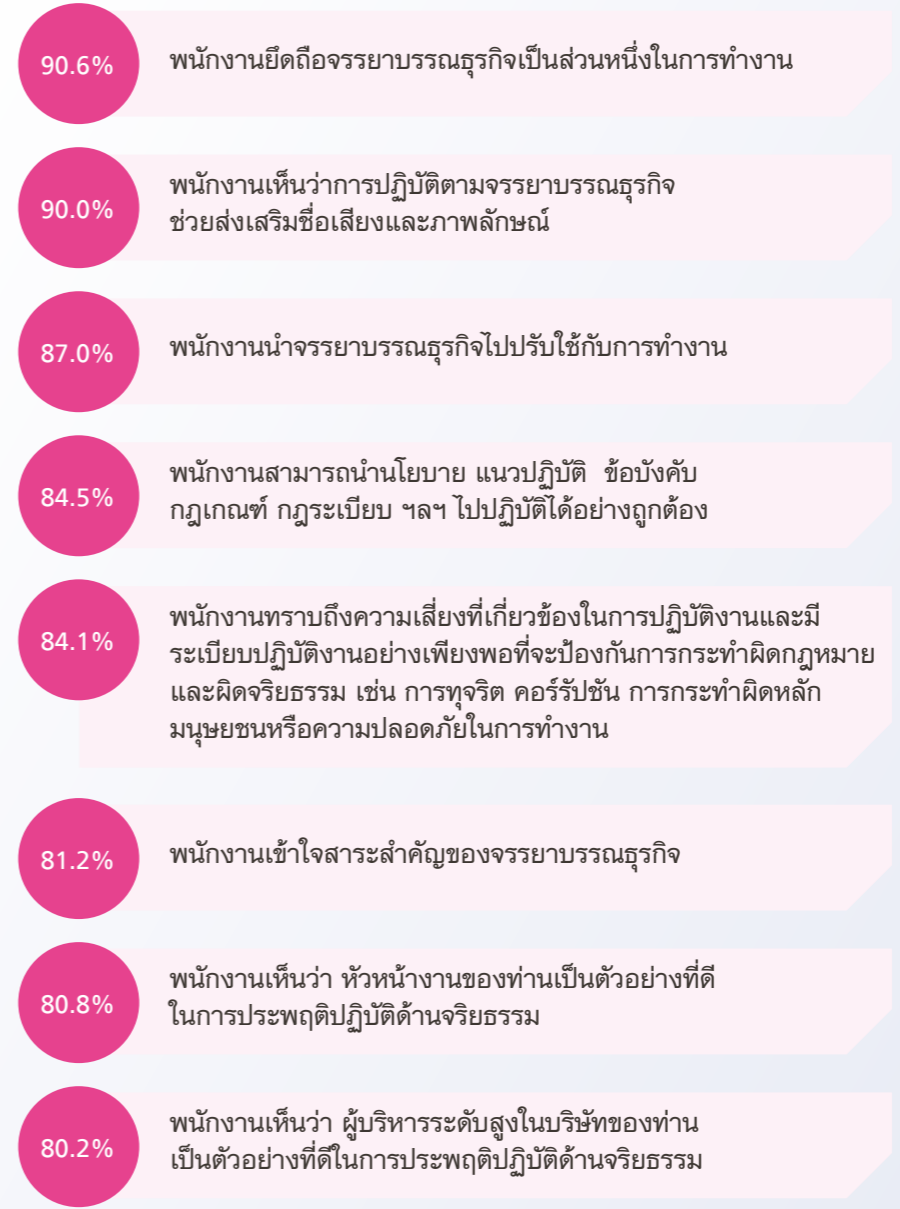 90.6%
พนักงานยึดถือจรรยาบรรณธุรกิจเป็นส่วนหนึ่งในการทำงาน
90.0%
พนักงานเห็นว่าการปฏิบัติตามจรรยาบรรณธุรกิจ
ช่วยส่งเสริมชื่อเสียงและภาพลักษณ์
87.0%
พนักงานนำจรรยาบรรณธุรกิจไปปรับใช้กับการทำงาน
84.5%
พนักงานสามารถนำนโยบาย แนวปฏิบัติ ข้อบังคับ
กฎเกณฑ์ กฎระเบียบ ฯลฯ ไปปฏิบัติได้อย่างถูกต้อง
84.1%
พนักงานทราบถึงความเสี่ยงที่เกี่ยวข้องในการปฏิบัติงานและมี
ระเบียบปฏิบัติงานอย่างเพียงพอที่จะป้องกันการกระทำผิดกฎหมาย
และผิดจริยธรรม เช่น การทุจริต คอร์รัปชัน การกระทำผิดหลัก
มนุษยชนหรือความปลอดภัยในการทำงาน
81.2%
พนักงานเข้าใจสาระสำคัญของจรรยาบรรณธุรกิจ
80.8%
พนักงานเห็นว่า หัวหน้างานของท่านเป็นตัวอย่างที่ดี
ในการประพฤติปฏิบัติด้านจริยธรรม
80.2%
พนักงานเห็นว่า ผู้บริหารระดับสูงในบริษัทของท่าน
เป็นตัวอย่างที่ดีในการประพฤติปฏิบัติด้านจริยธรรม